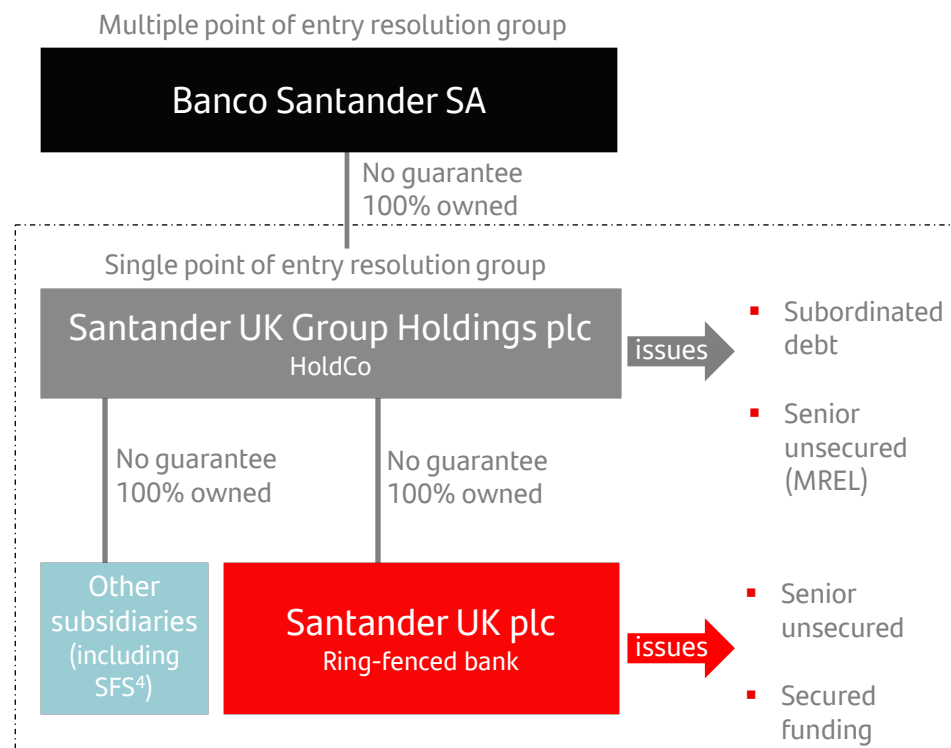 Multiple point of entry resolution group
Banco Santander SA
No guarantee
100% owned
Single point of entry resolution group
Santander UK Group Holdings plc
HoldCo
issues
▪ Subordinated
debt
▪ Senior
unsecured
(MREL)
No guarantee
100% owned
No guarantee
100% owned
Other
subsidiaries
(including
SFS⁴)
Santander UK plc
Ring-fenced bank
issues
▪ Senior
unsecured
▪ Secured
funding